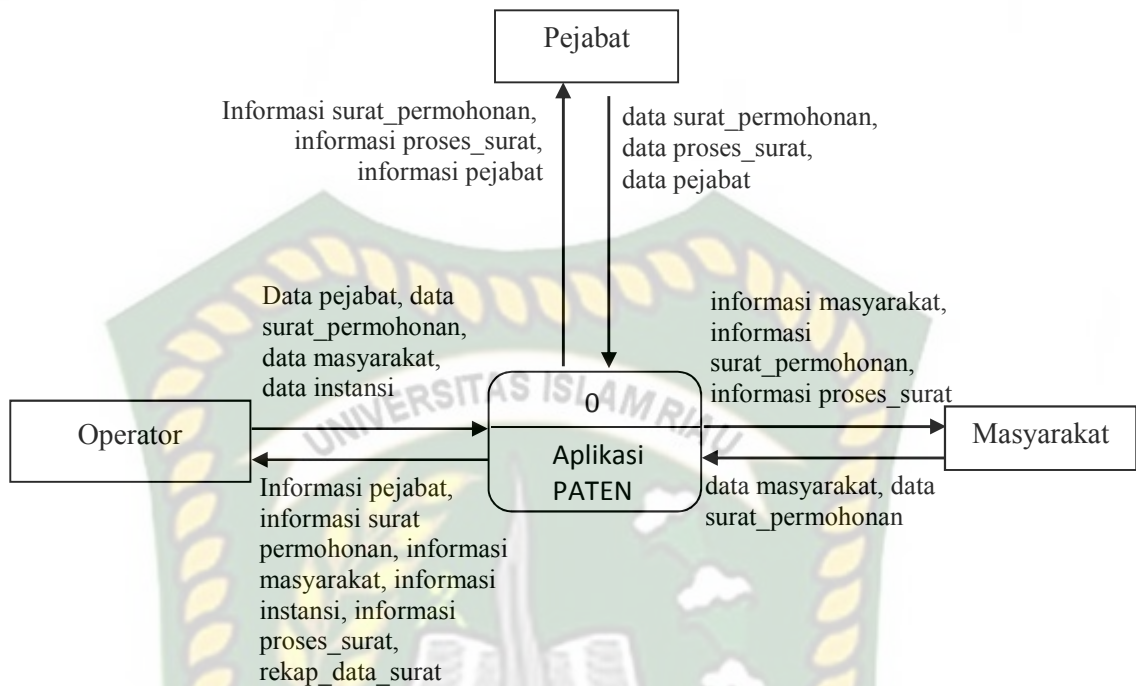 Pejabat
Informasi surat_permohonan,
informasi proses_surat,
informasi pejabat
data surat_permohonan,
data proses_surat,
data pejabat
Data pejabat, data
surat_permohonan,
data masyarakat,
data instansi
informasi masyarakat,
informasi
surat_permohonan,
informasi proses_surat
UNIVERSITAS ISLAM RIAU
Operator
0
Aplikasi
PATEN
Masyarakat
Informasi pejabat,
informasi surat
permohonan, informasi
masyarakat, informasi
instansi, informasi
proses_surat,
rekap_data_surat
data masyarakat, data
surat_permohonan